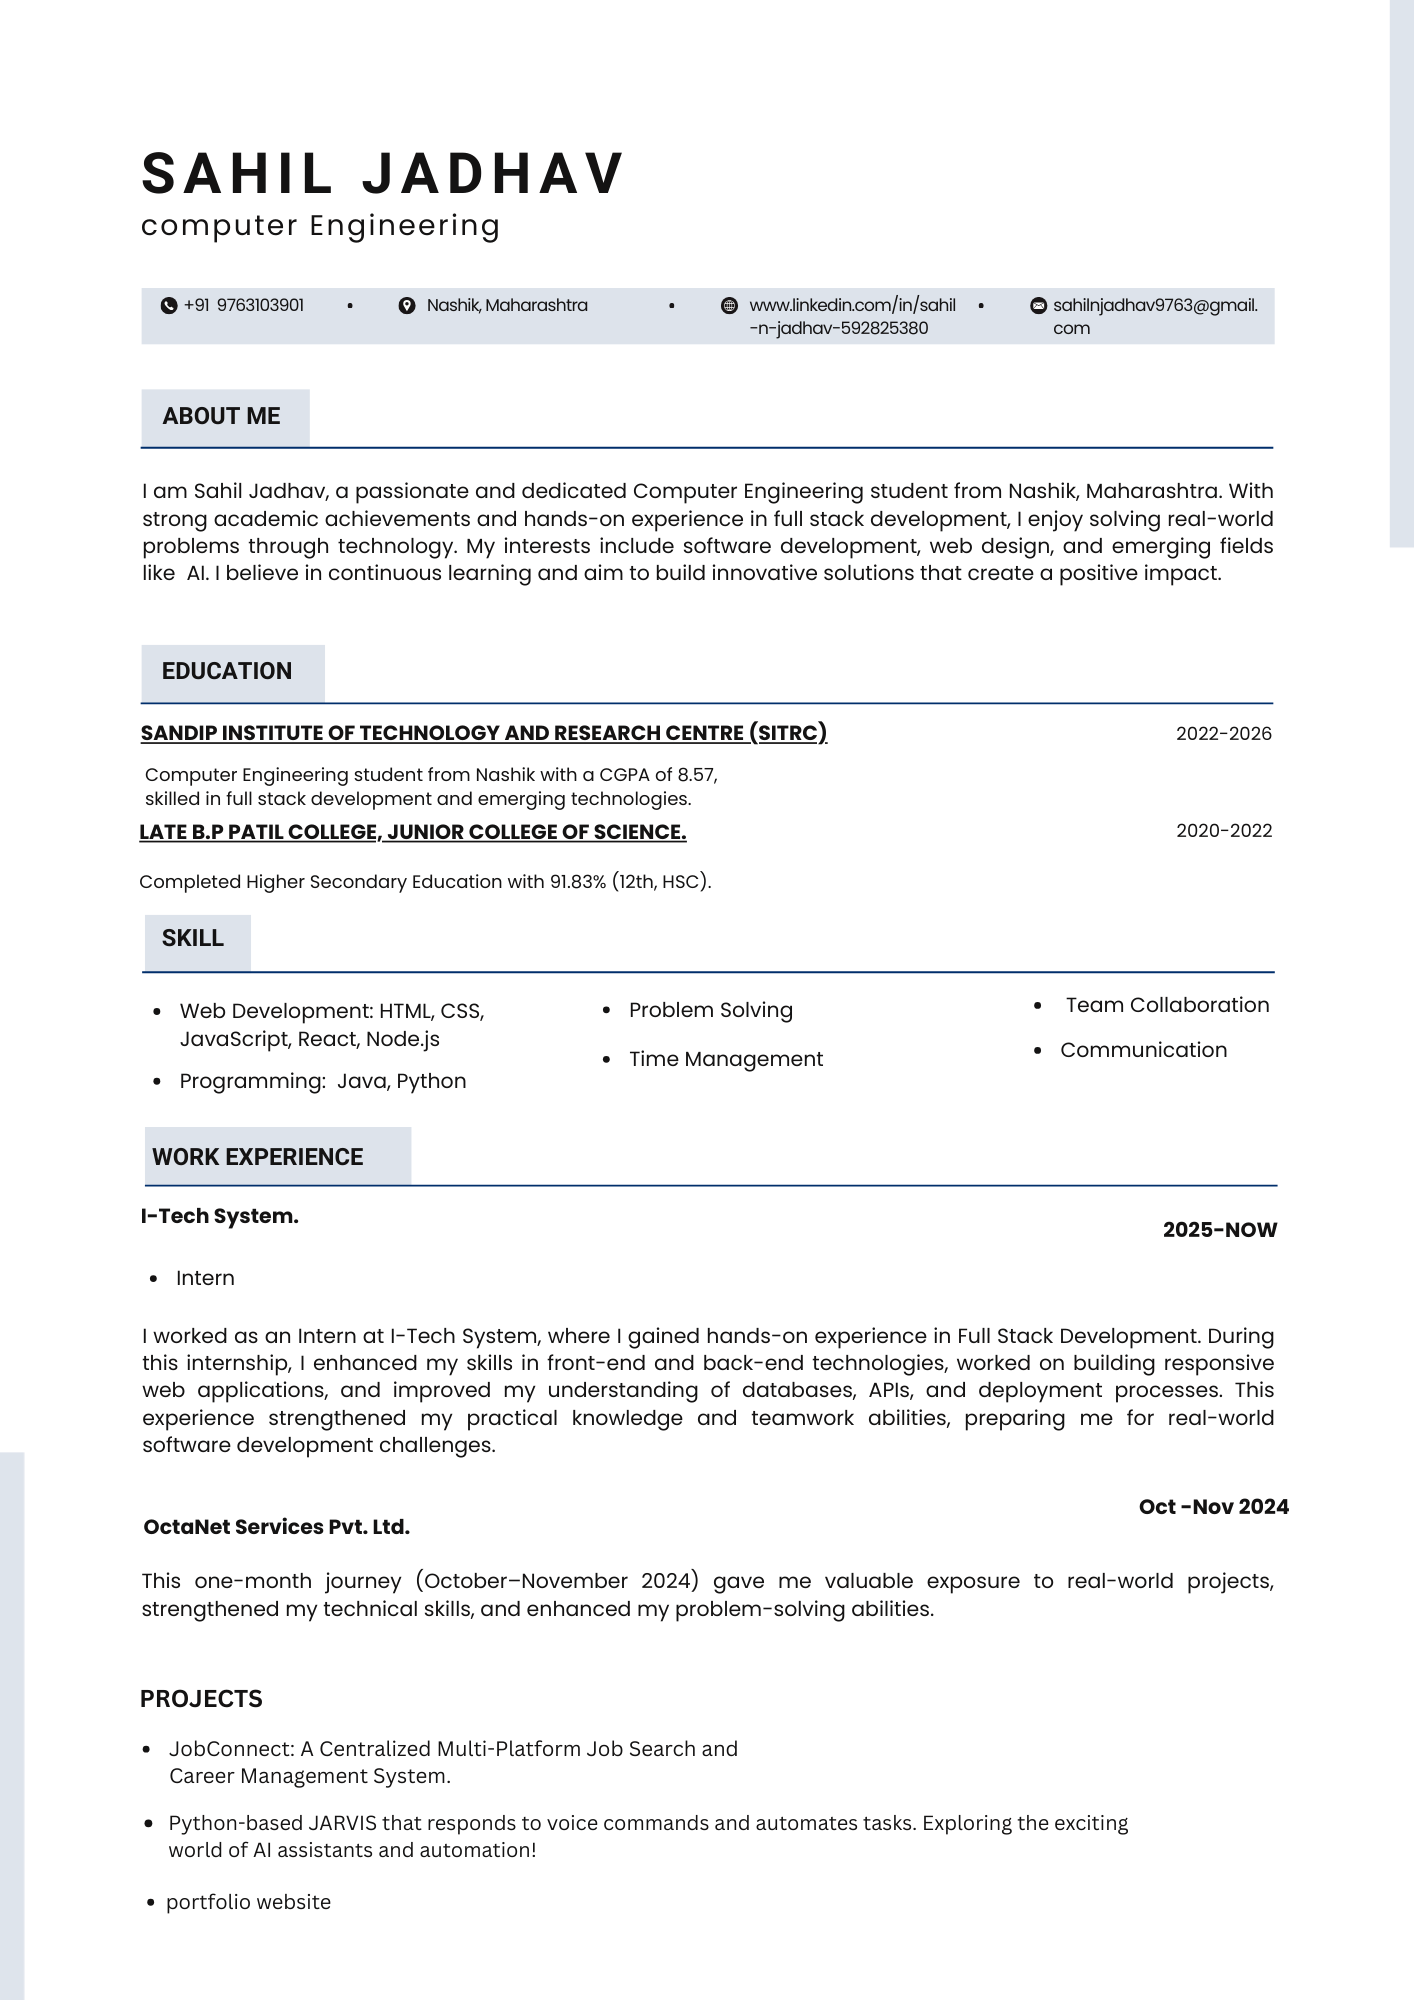 SAHIL JADHAV
computer Engineering
+91 9763103901 • Nashik, Maharashtra • www.linkedin.com/in/sahil • sahilnjadhav9763@gmail.
-n-jadhav-592825380 com
ABOUT ME
I am Sahil Jadhav, a passionate and dedicated Computer Engineering student from Nashik, Maharashtra. With
strong academic achievements and hands-on experience in full stack development, I enjoy solving real-world
problems through technology. My interests include software development, web design, and emerging fields
like AI. I believe in continuous learning and aim to build innovative solutions that create a positive impact.
EDUCATION
SANDIP INSTITUTE OF TECHNOLOGY AND RESEARCH CENTRE (SITRC) 2022-2026
Computer Engineering student from Nashik with a CGPA of 8.57,
skilled in full stack development and emerging technologies.
LATE B.P PATIL COLLEGE, JUNIOR COLLEGE OF SCIENCE. 2020-2022
Completed Higher Secondary Education with 91.83% (12th, HSC).
SKILL
• Web Development: HTML, CSS,
JavaScript, React, Node.js
• Programming: Java, Python
• Problem Solving
• Time Management
• Team Collaboration
• Communication
WORK EXPERIENCE
I-Tech System.
2025-NOW
• Intern
I worked as an Intern at I-Tech System, where I gained hands-on experience in Full Stack Development. During
this internship, I enhanced my skills in front-end and back-end technologies, worked on building responsive
web applications, and improved my understanding of databases, APIs, and deployment processes. This
experience strengthened my practical knowledge and teamwork abilities, preparing me for real-world
software development challenges.
Oct -Nov 2024
OctaNet Services Pvt. Ltd.
This one-month journey (October–November 2024) gave me valuable exposure to real-world projects,
strengthened my technical skills, and enhanced my problem-solving abilities.
PROJECTS
• JobConnect: A Centralized Multi-Platform Job Search and
Career Management System.
• Python-based JARVIS that responds to voice commands and automates tasks. Exploring the exciting
world of AI assistants and automation!
• portfolio website